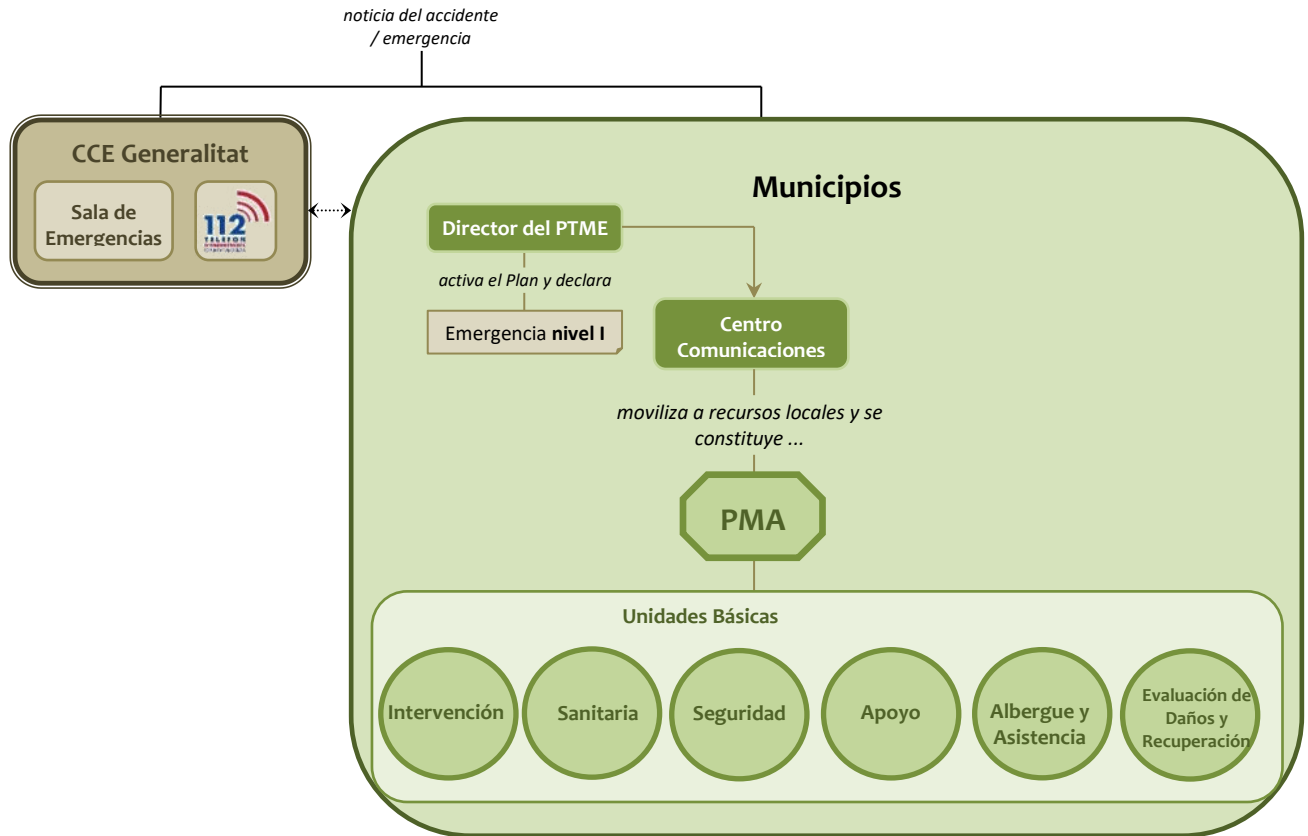 noticia del accidente
/ emergencia
CCE Generalitat
Sala de
Emergencias
112
TELEFON
Municipios
Director del PTME
activa el Plan y declara
Emergencia nivel I
Centro
Comunicaciones
moviliza a recursos locales y se
constituye ...
PMA
Unidades Básicas
Intervención
Sanitaria
Seguridad
Apoyo
Albergue y
Asistencia
Evaluación de
Daños y
Recuperación